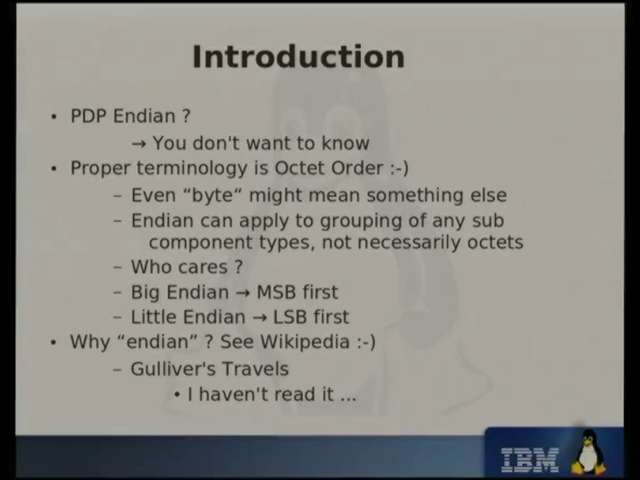 Introduction
• PDP Endian ?
→ You don't want to know
• Proper terminology is Octet Order :-)
– Even “byte“ might mean something else
– Endian can apply to grouping of any sub
component types, not necessarily octets
– Who cares ?
– Big Endian → MSB first
– Little Endian → LSB first
• Why “endian” ? See Wikipedia :-)
– Gulliver's Travels
• I haven't read it ...
IBM